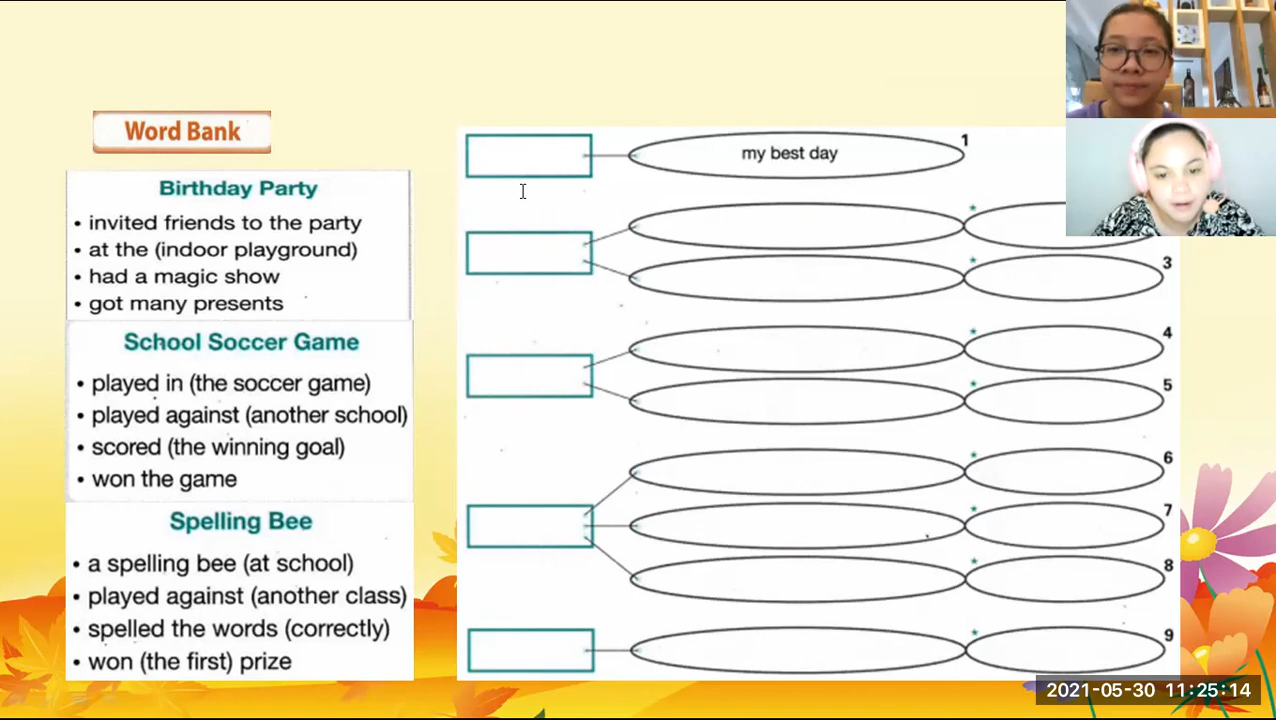 Word Bank
Birthday Party
• invited friends to the party
• at the (indoor playground)
• had a magic show
• got many presents
School Soccer Game
• played in (the soccer game)
• played against (another school)
• scored (the winning goal)
• won the game
Spelling Bee
• a spelling bee (at school)
• played against (another class)
• spelled the words (correctly)
• won (the first) prize
my best day
1
3
4
5
6
7
8
9
2021-05-30 11:25:14